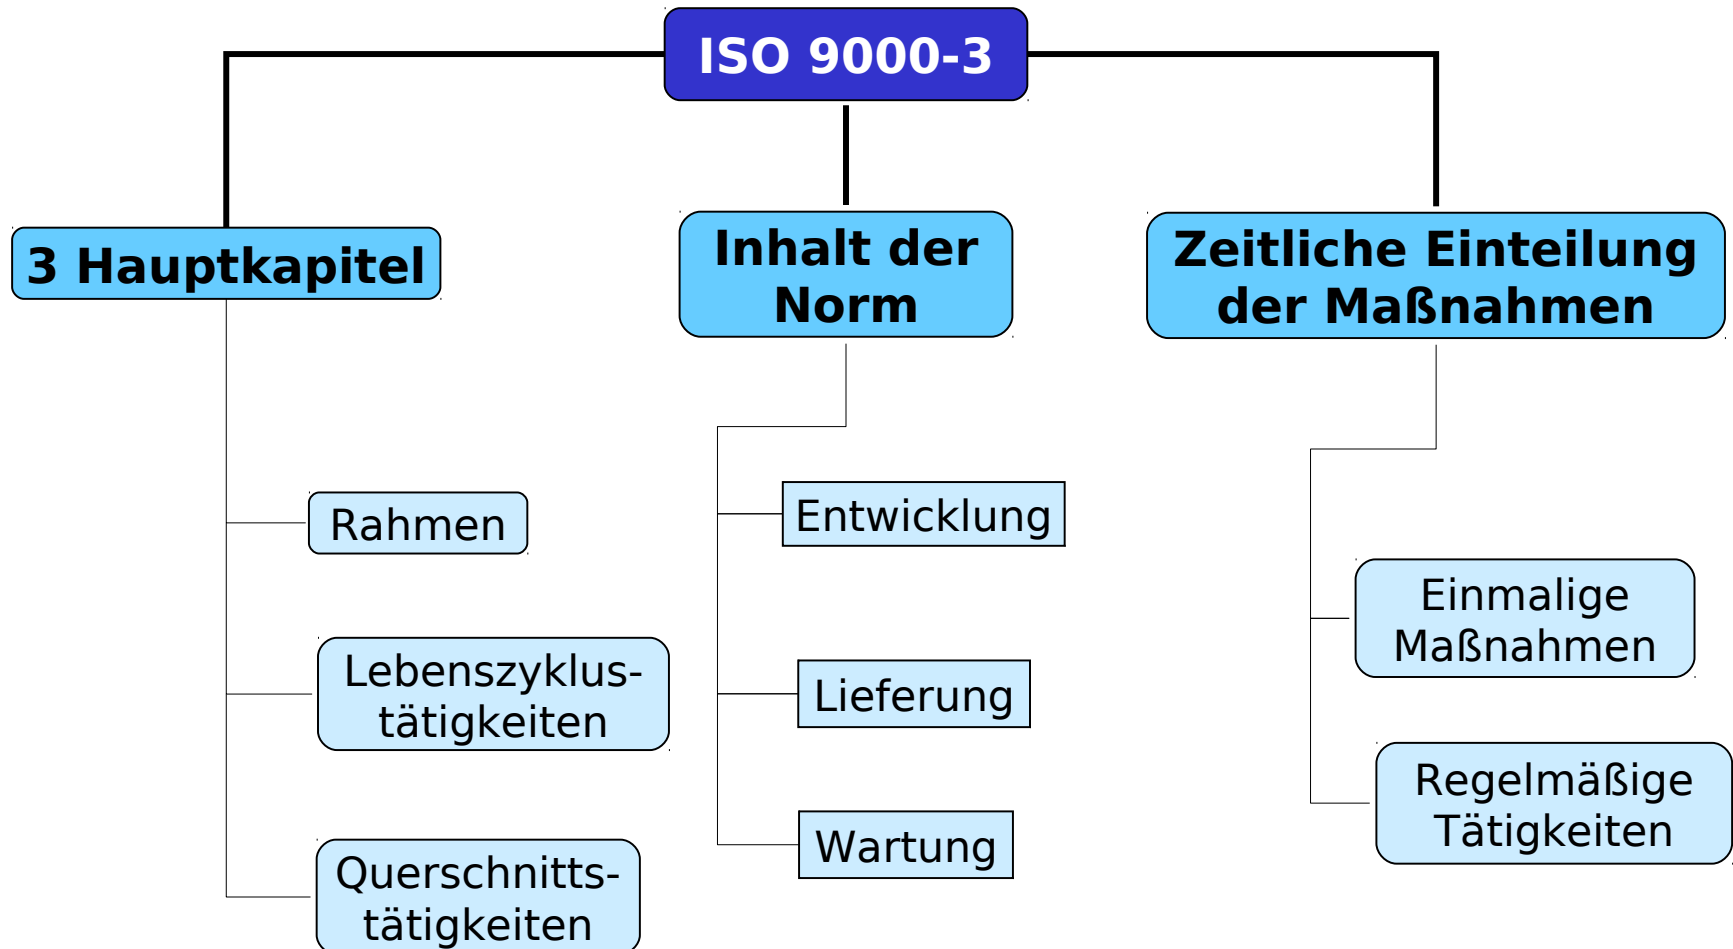 ISO 9000-3
3 Hauptkapitel
Inhalt der
Norm
Zeitliche Einteilung
der Maßnahmen
Rahmen
Lebenszyklus-
tätigkeiten
Querschnitts-
tätigkeiten
Entwicklung
Lieferung
Wartung
Einmalige
Maßnahmen
Regelmäßige
Tätigkeiten